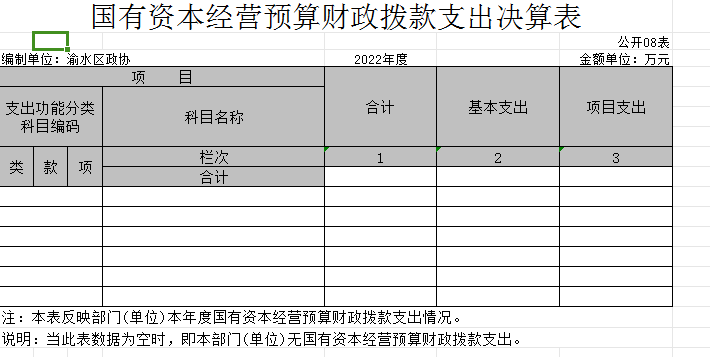 国有资本经营预算财政拨款支出决算表
公开08表
编制单位：渝水区政协 2022年度 金额单位：万元
项 目
合计 基本支出 项目支出
支出功能分类
科目编码
科目名称
类 款 项
栏次 1 2 3
合计
注：本表反映部门(单位)本年度国有资本经营预算财政拨款支出情况。
说明：当此表数据为空时，即本部门(单位)无国有资本经营预算财政拨款支出。